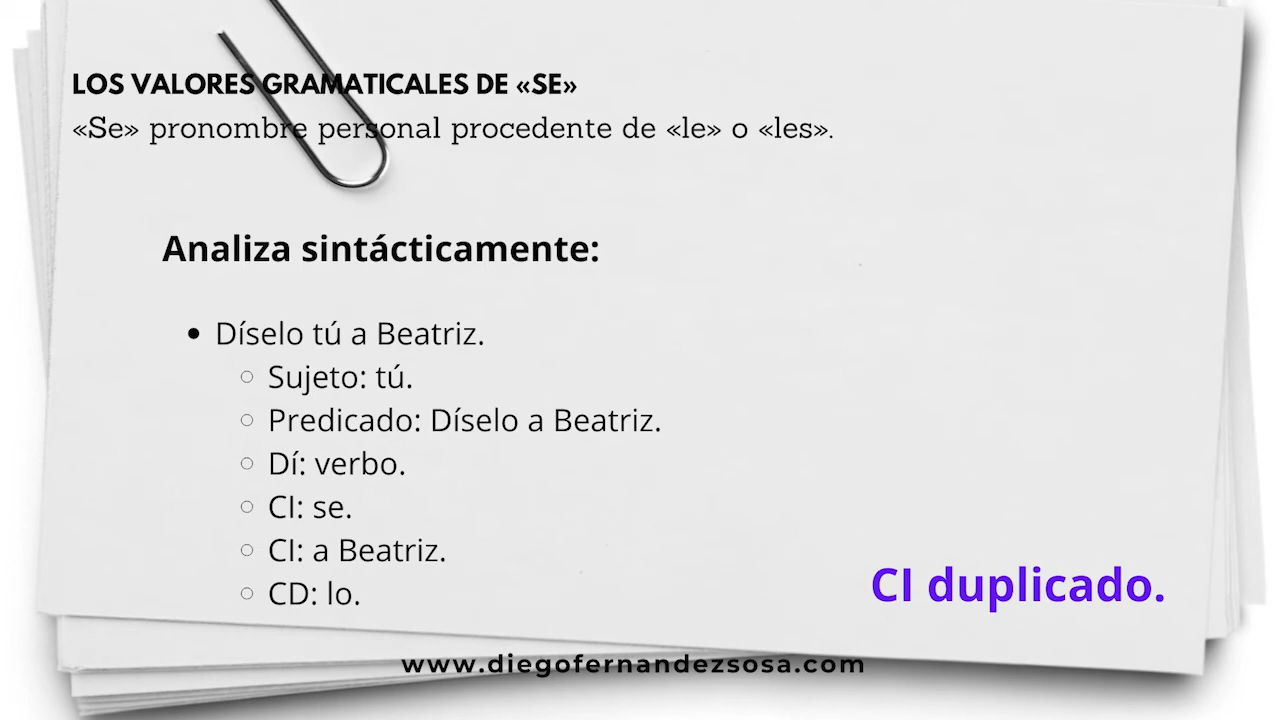 LOS VALORES GRAMATICALES DE «SE»
«Se» pronombre personal procedente de «le» o «les».
Analiza sintácticamente:
• Díselo tú a Beatriz.
○ Sujeto: tú.
○ Predicado: Díselo a Beatriz.
○ Dí: verbo.
○ CI: se.
○ CI: a Beatriz.
○ CD: lo.
CI duplicado.
www.diegofernandezsosa.com